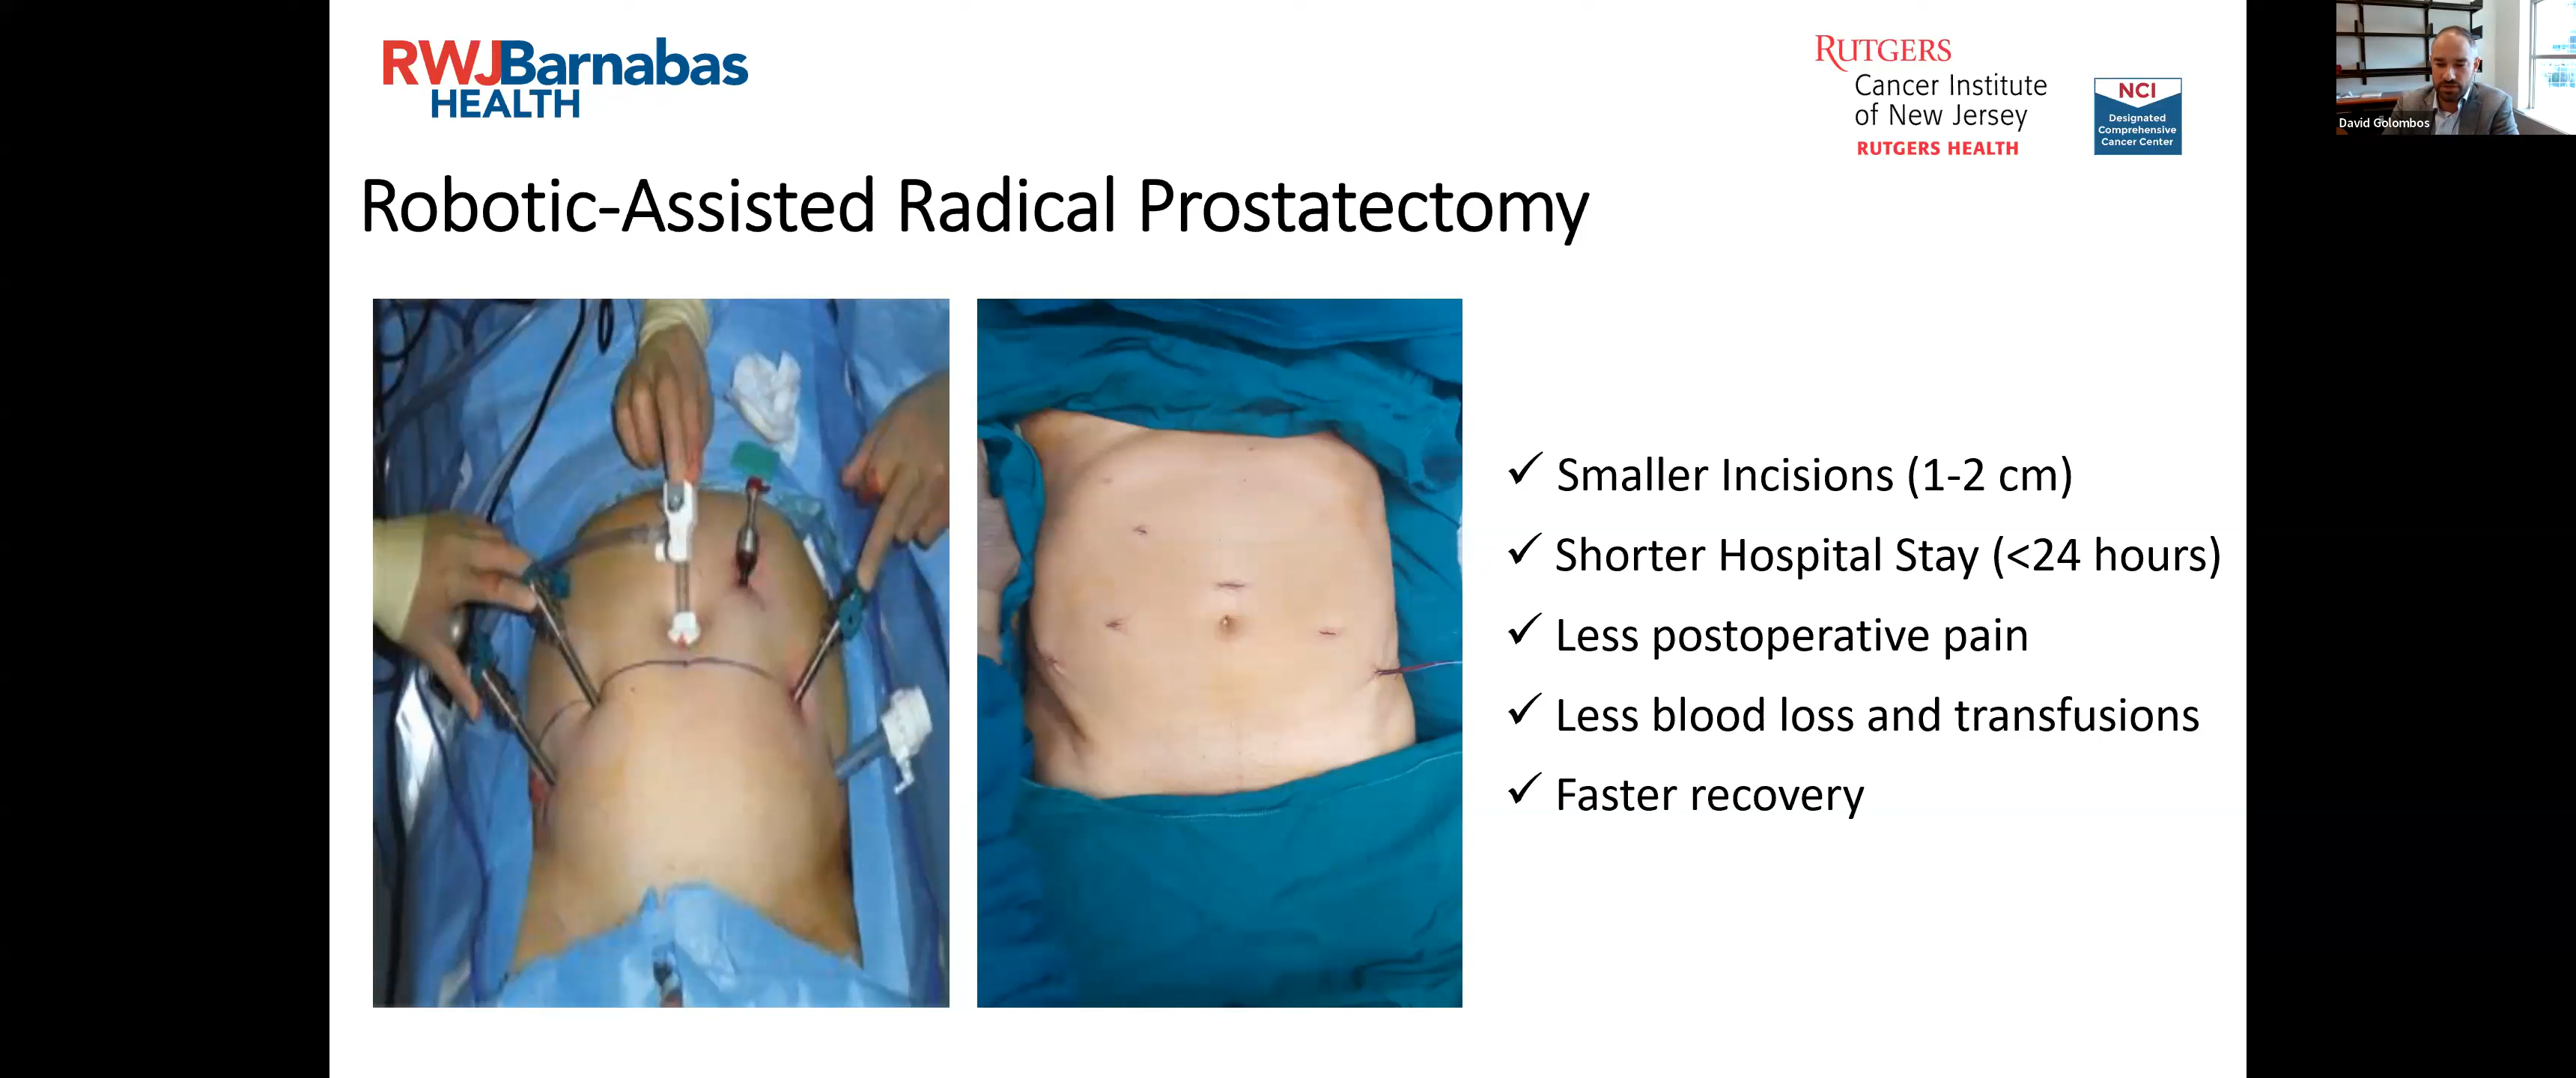 RWJBarnabas
HEALTH
RUTGERS
Cancer Institute
of New Jersey
RUTGERS HEALTH
NCI
Designated
Comprehensive
Cancer Center
David Golombos
Robotic-Assisted Radical Prostatectomy
✓ Smaller Incisions (1-2 cm)
✓ Shorter Hospital Stay (<24 hours)
✓ Less postoperative pain
✓ Less blood loss and transfusions
✓ Faster recovery